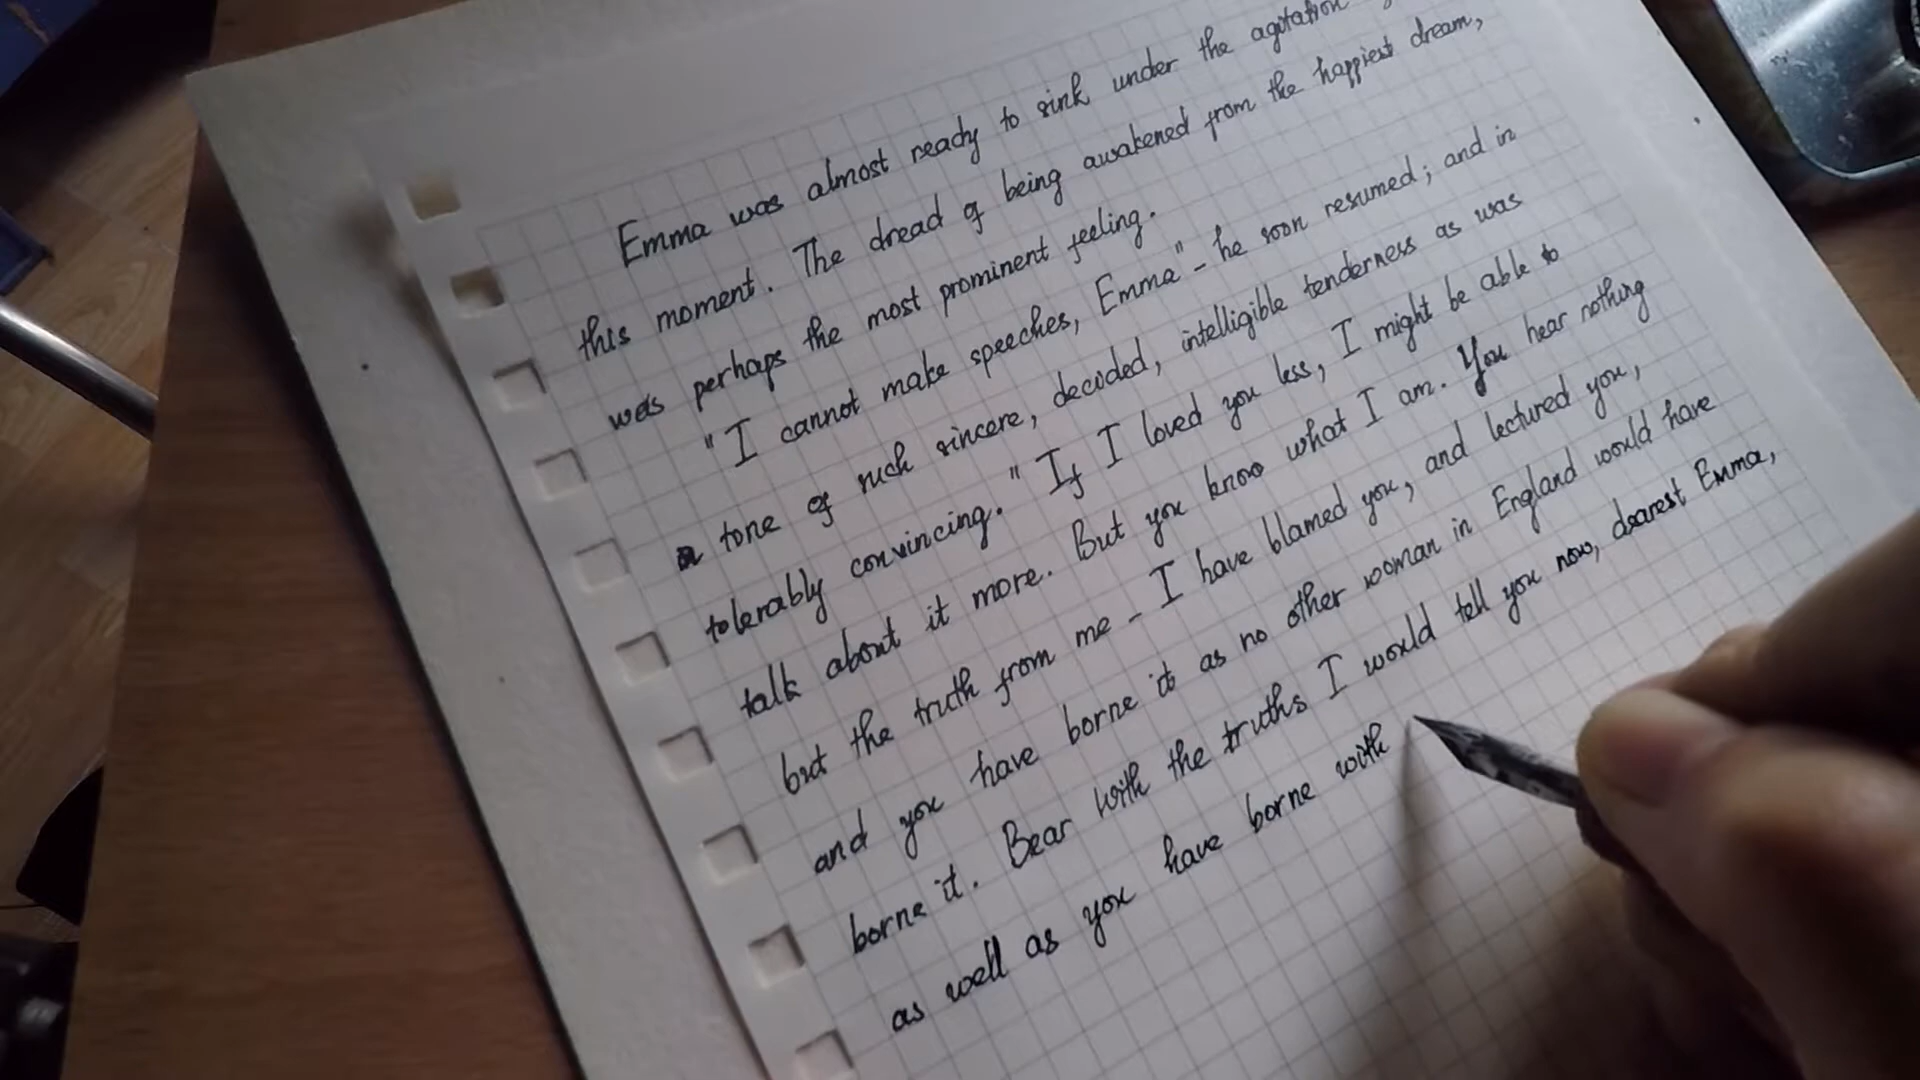 Emma was almost ready to sink under the agitation
this moment. The dread of being awakened from the happiest dream,
was perhaps the most prominent feeling.
"I cannot make speeches, Emma" - he soon resumed; and in
a tone of such sincere, decided, intelligible tenderness as was
tolerably convincing. "If I loved you less, I might be able to
talk about it more. But you know what I am. You hear nothing
but the truth from me - I have blamed you, and lectured you,
and you have borne it as no other woman in England would have
borne it. Bear with the truths I would tell you now, dearest Emma,
as well as you have borne with